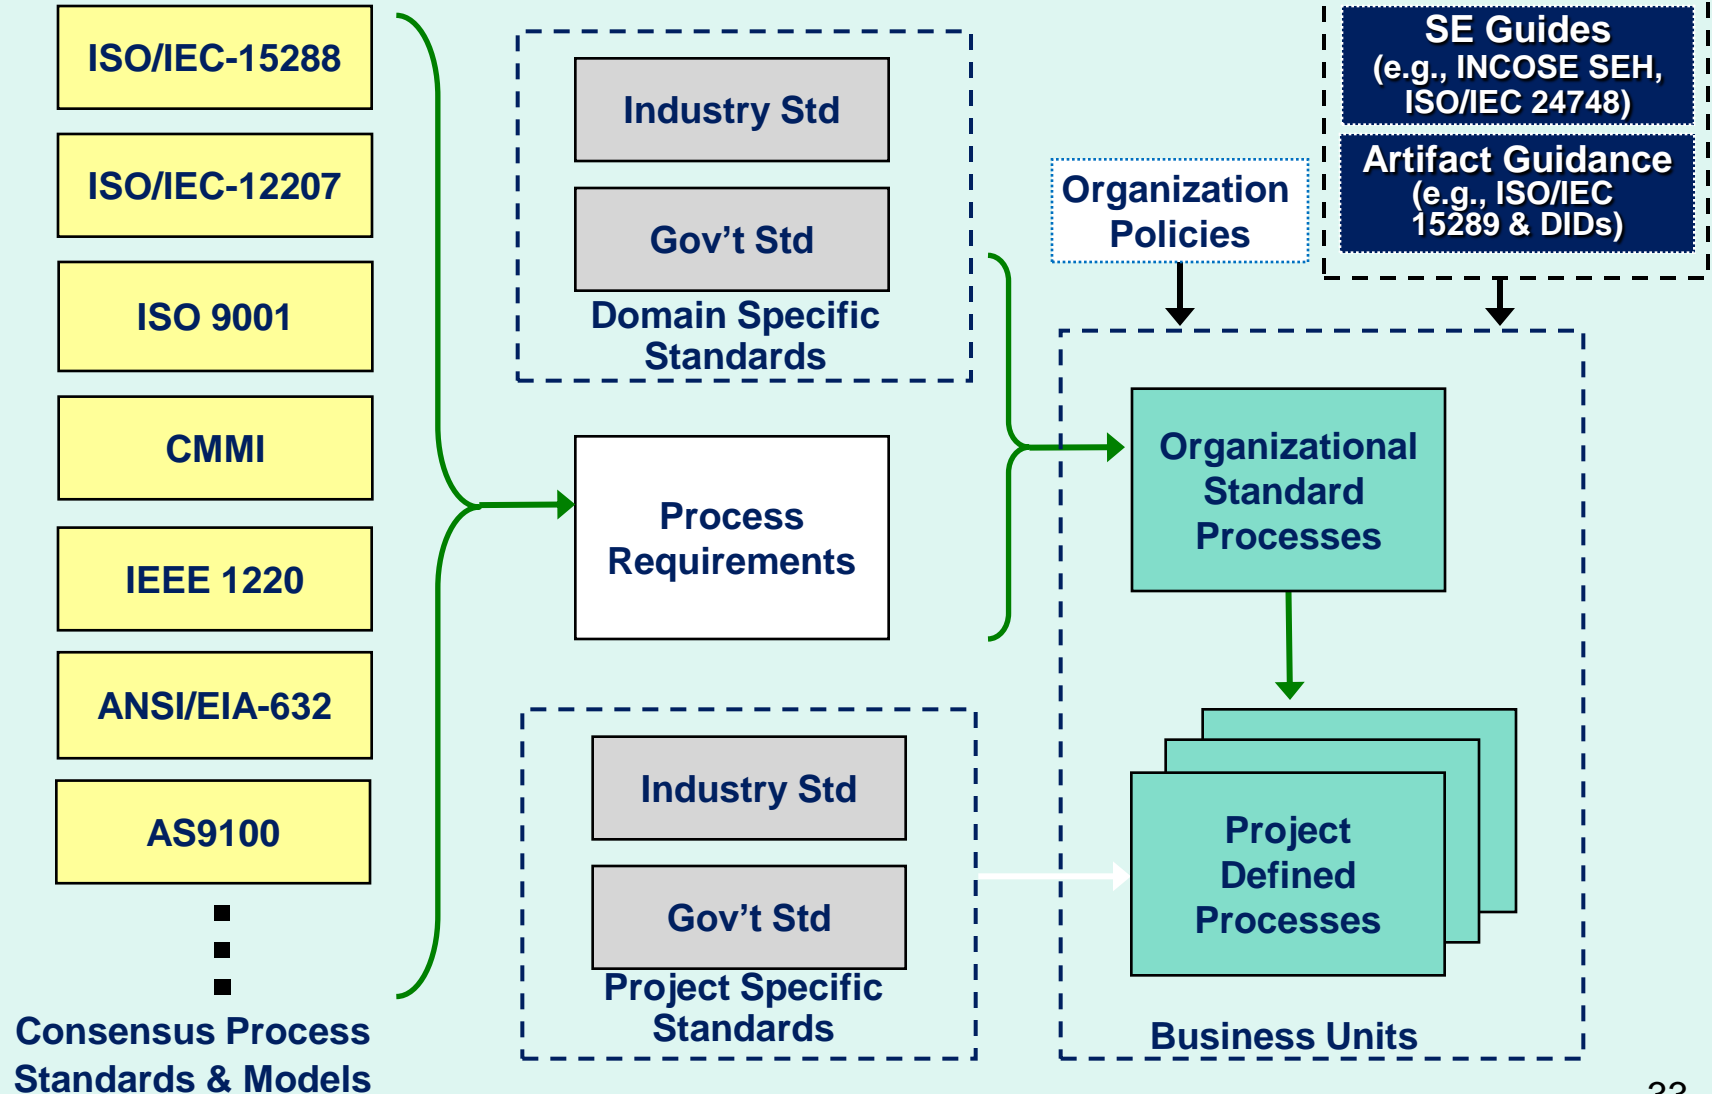 ISO/IEC-15288
ISO/IEC-12207
ISO 9001
CMMI
IEEE 1220
ANSI/EIA-632
AS9100
Consensus Process
Standards & Models
Industry Std
Gov’t Std
Domain Specific
Standards
Process
Requirements
Industry Std
Gov’t Std
Project Specific
Standards
Organization
Policies
SE Guides
(e.g., INCOSE SEH,
ISO/IEC 24748)
Artifact Guidance
(e.g., ISO/IEC
15289 & DIDs)
Organizational
Standard
Processes
Project
Defined
Processes
Business Units
33